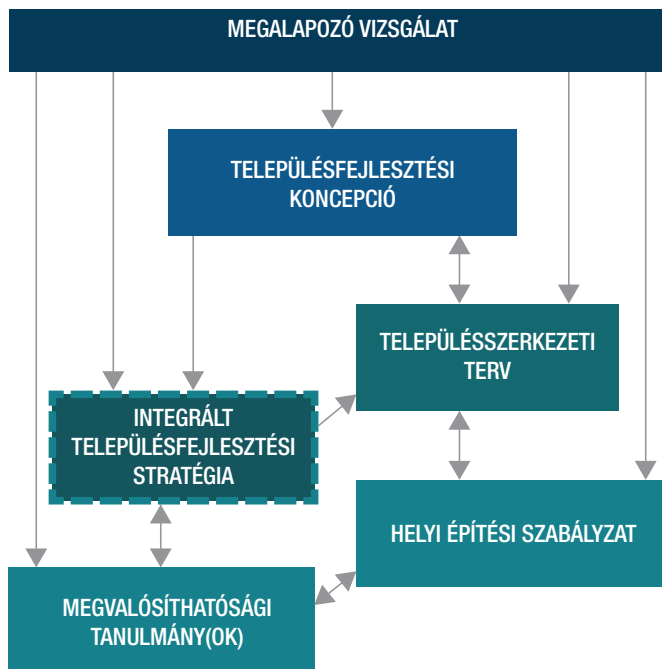 MEGALAPOZÓ VIZSGÁLAT
TELEPÜLÉSFEJLESZTÉSI
KONCEPCIÓ
TELEPÜLÉSSZERKEZETI
TERV
INTEGRÁLT
TELEPÜLÉSFEJLESZTÉSI
STRATÉGIA
HELYI ÉPÍTÉSI SZABÁLYZAT
MEGVALÓSÍTHATÓSÁGI
TANULMÁNY(OK)